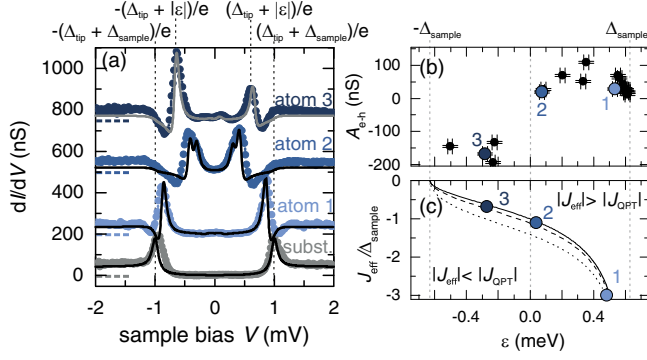 -(Δtip + |ε|)/e
(Δtip + |ε|)/e
-(Δtip + Δsample)/e
(Δtip + Δsample)/e
-Δsample
Δsample
(a)
1000
800
600
400
200
0
dI/dV (nS)
atom 3
atom 2
atom 1
subst.
-2
-1
0
1
2
sample bias V (mV)
(b)
100
0
-100
-200
A e-h (nS)
3
2
1
(c)
0
-1
-2
-3
Jeff/Δsample
3
2
1
|Jeff|>|JQPT|
|Jeff|<|JQPT|
-0.4
0.0
0.4
ε (meV)